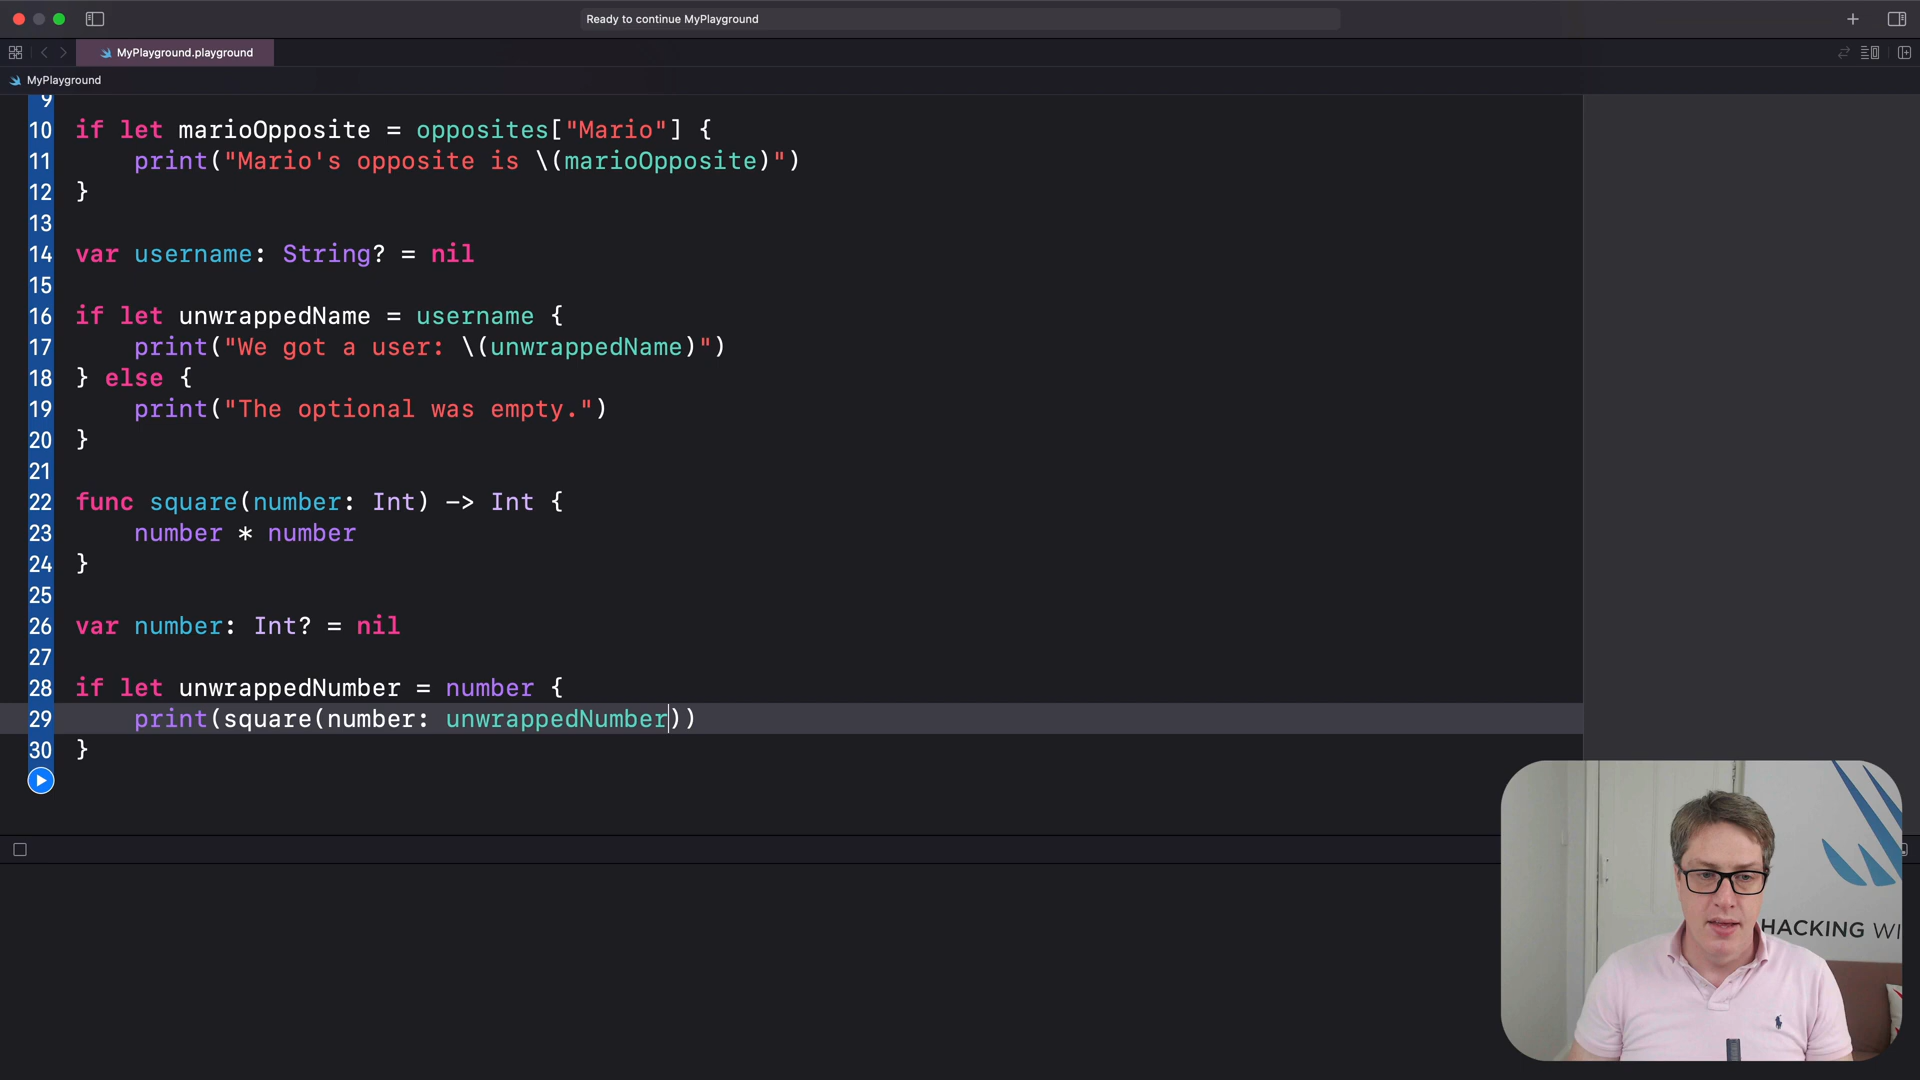 Ready to continue MyPlayground
MyPlayground.playground
MyPlayground
9
10 if let marioOpposite = opposites["Mario"] {
11     print("Mario's opposite is \(marioOpposite)")
12 }
13
14 var username: String? = nil
15
16 if let unwrappedName = username {
17     print("We got a user: \(unwrappedName)")
18 } else {
19     print("The optional was empty.")
20 }
21
22 func square(number: Int) -> Int {
23     number * number
24 }
25
26 var number: Int? = nil
27
28 if let unwrappedNumber = number {
29     print(square(number: unwrappedNumber))
30 }
HACKING WI